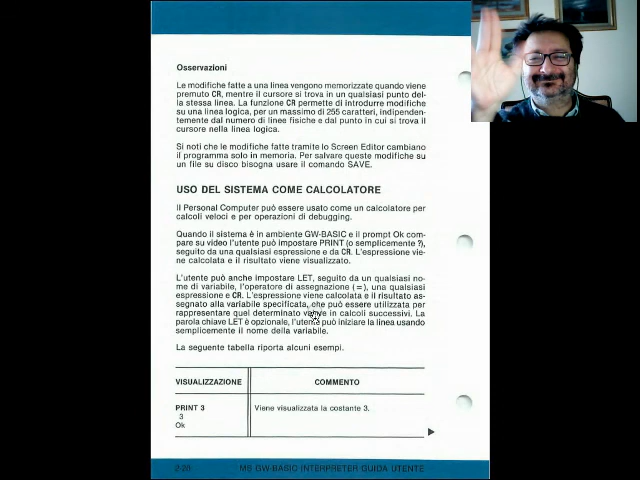 Osservazioni
Le modifiche fatte a una linea vengono memorizzate quando viene
premuto CR, mentre il cursore si trova in un qualsiasi punto del-
la stessa linea. La funzione CR permette di introdurre modifiche
su una linea logica, per un massimo di 255 caratteri, indipenden-
temente dal numero di linee fisiche e dal punto in cui si trova il
cursore nella linea logica.
Si noti che le modifiche fatte tramite lo Screen Editor cambiano
il programma solo in memoria. Per salvare queste modifiche su
un file su disco bisogna usare il comando SAVE.
USO DEL SISTEMA COME CALCOLATORE
Il Personal Computer può essere usato come un calcolatore per
calcoli veloci e per operazioni di debugging.
Quando il sistema è in ambiente GW-BASIC e il prompt Ok com-
pare su video l'utente può impostare PRINT (o semplicemente ?),
seguito da una qualsiasi espressione e da CR. L'espressione vie-
ne calcolata e il risultato viene visualizzato.
L'utente può anche impostare LET, seguito da un qualsiasi no-
me di variabile, l'operatore di assegnazione (=), una qualsiasi
espressione e CR. L'espressione viene calcolata e il risultato as-
segnato alla variabile specificata, che può essere utilizzata per
rappresentare quel determinato valore in calcoli successivi. La
parola chiave LET è opzionale, l'utente può iniziare la linea usando
semplicemente il nome della variabile.
La seguente tabella riporta alcuni esempi.
VISUALIZZAZIONE COMMENTO
PRINT 3 Viene visualizzata la costante 3.
3
Ok
2-28 MS GW-BASIC INTERPRETER GUIDA UTENTE